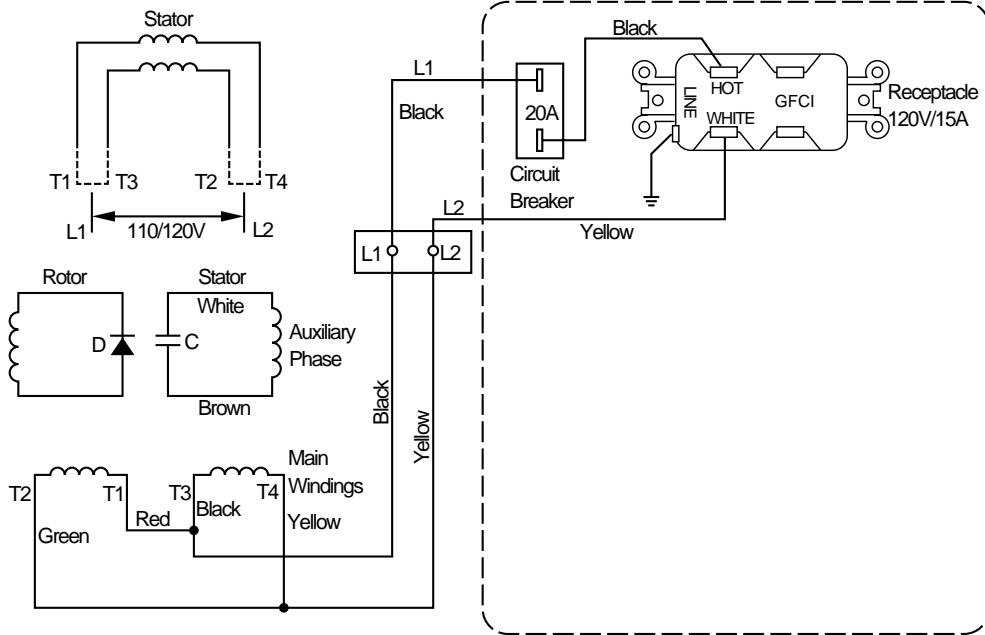 Stator
T1
T3
T2
T4
L1
110/120V
L2
Rotor
D
Stator
White
C
Auxiliary
Phase
Brown
T2
T1
T3
T4
Main
Windings
Green
Red
Black
Yellow
L1
Black
L2
L1
L2
Black
Yellow
Black
20A
Circuit
Breaker
Yellow
LINE
HOT
WHITE
GFCI
Receptacle
120V/15A